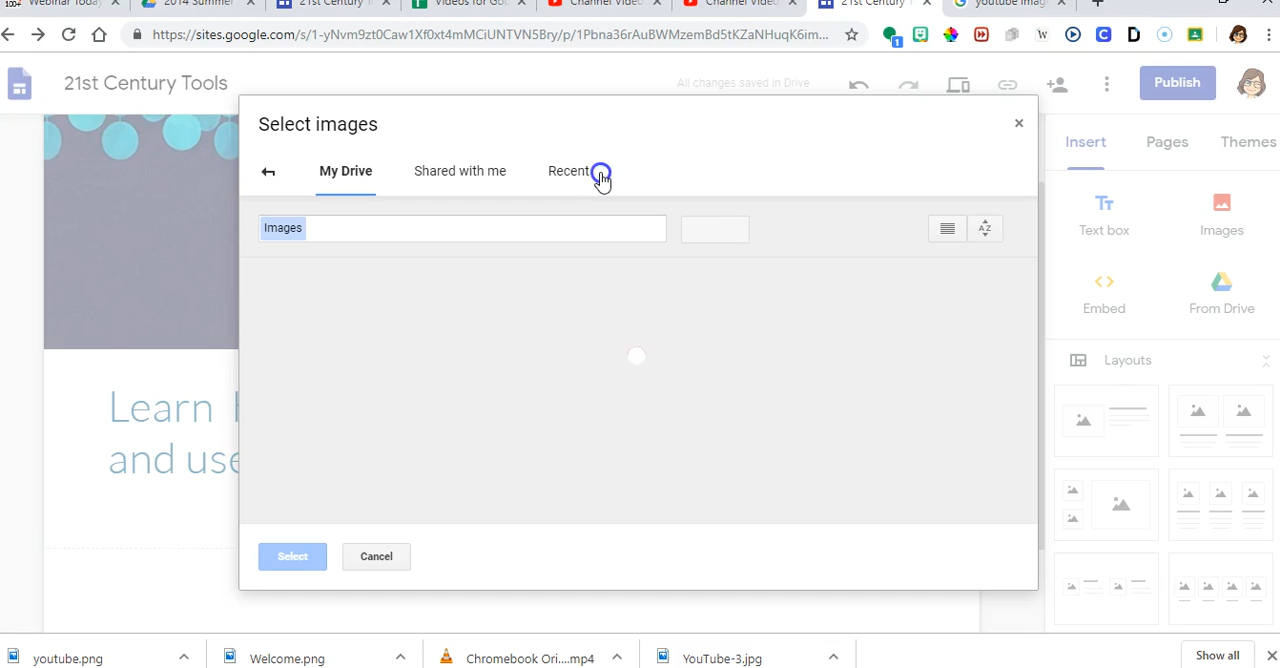 Webinar Today
2014 Summer
21st Century T
Videos for Goo
Channel Video
Channel Video
21st Century T
youtube imag
https://sites.google.com/s/1-yNvm9zt0Caw1Xf0xt4mMCiUNTVN5Bry/p/1Pbna36rAuBWMzemBd5tKZaNHuqK6im...
21st Century Tools
All changes saved in Drive
Publish
Select images
×
My Drive
Shared with me
Recent
Images
Select
Cancel
Insert
Pages
Themes
Text box
Images
Embed
From Drive
Layouts
Learn
and use
youtube.png
Welcome.png
Chromebook Ori....mp4
YouTube-3.jpg
Show all